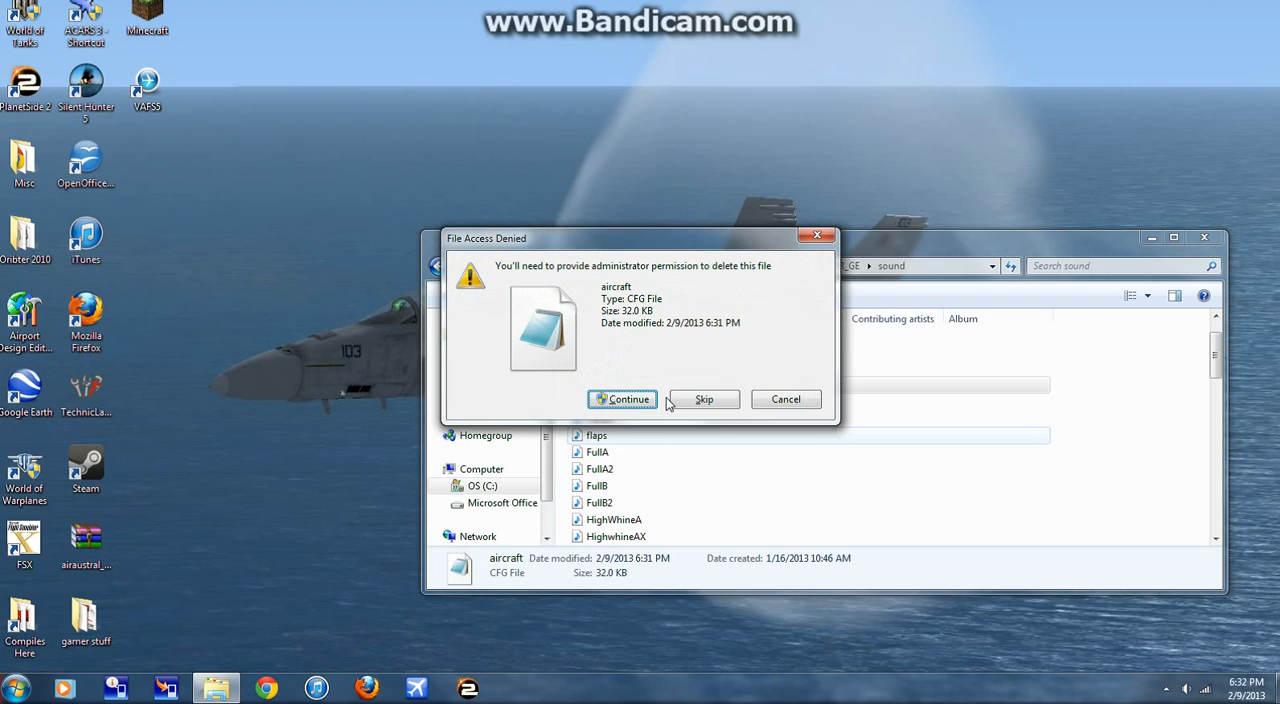 www.Bandicam.com
World of
Tanks
ACARS 3 -
Shortcut
Minecraft
PlanetSide 2
Silent Hunter
5
VAFS5
Misc
OpenOffice...
Oribter 2010
iTunes
Airport
Design Edit...
Mozilla
Firefox
Google Earth
TechnicLa...
World of
Warplanes
Steam
FSX
airaustral_...
Compiles
Here
gamer stuff
103
File Access Denied
You'll need to provide administrator permission to delete this file
aircraft
Type: CFG File
Size: 32.0 KB
Date modified: 2/9/2013 6:31 PM
Continue
Skip
Cancel
R_GE
sound
Search sound
Contributing artists
Album
Homegroup
Computer
OS (C:)
Microsoft Office
Network
flaps
FullA
FullA2
FullB
FullB2
HighWhineA
HighwhineAX
aircraft
Date modified: 2/9/2013 6:31 PM
Date created: 1/16/2013 10:46 AM
CFG File
Size: 32.0 KB
6:32 PM
2/9/2013